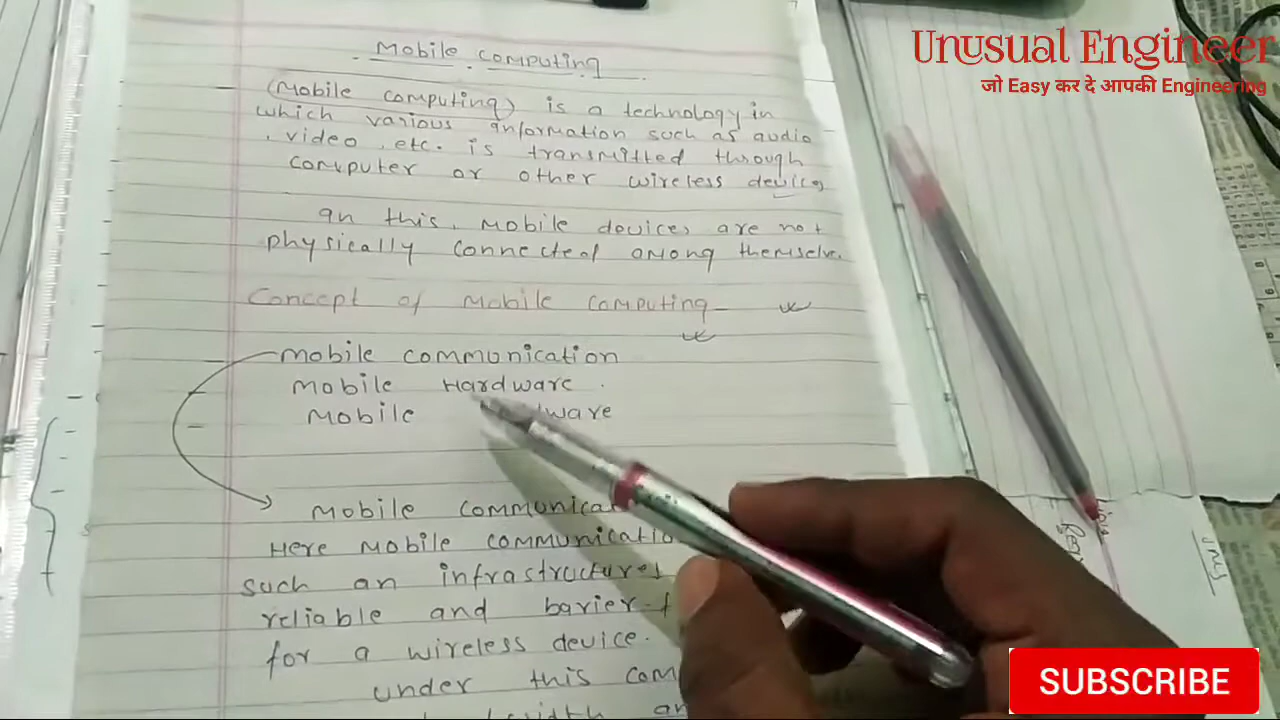 Unusual Engineer
जो Easy कर दे आपकी Engineering
Mobile computing
(Mobile computing) is a technology in
which various information such as audio
, video, etc. is transmitted through
computer or other wireless devices
In this, mobile devices are not
physically connected among themselve.
Concept of Mobile Computing
Mobile communication
Mobile Hardware
Mobile
Mobile
Here mobile
such an infrastructures
reliable and barier
for a wireless device.
under this
SUBSCRIBE